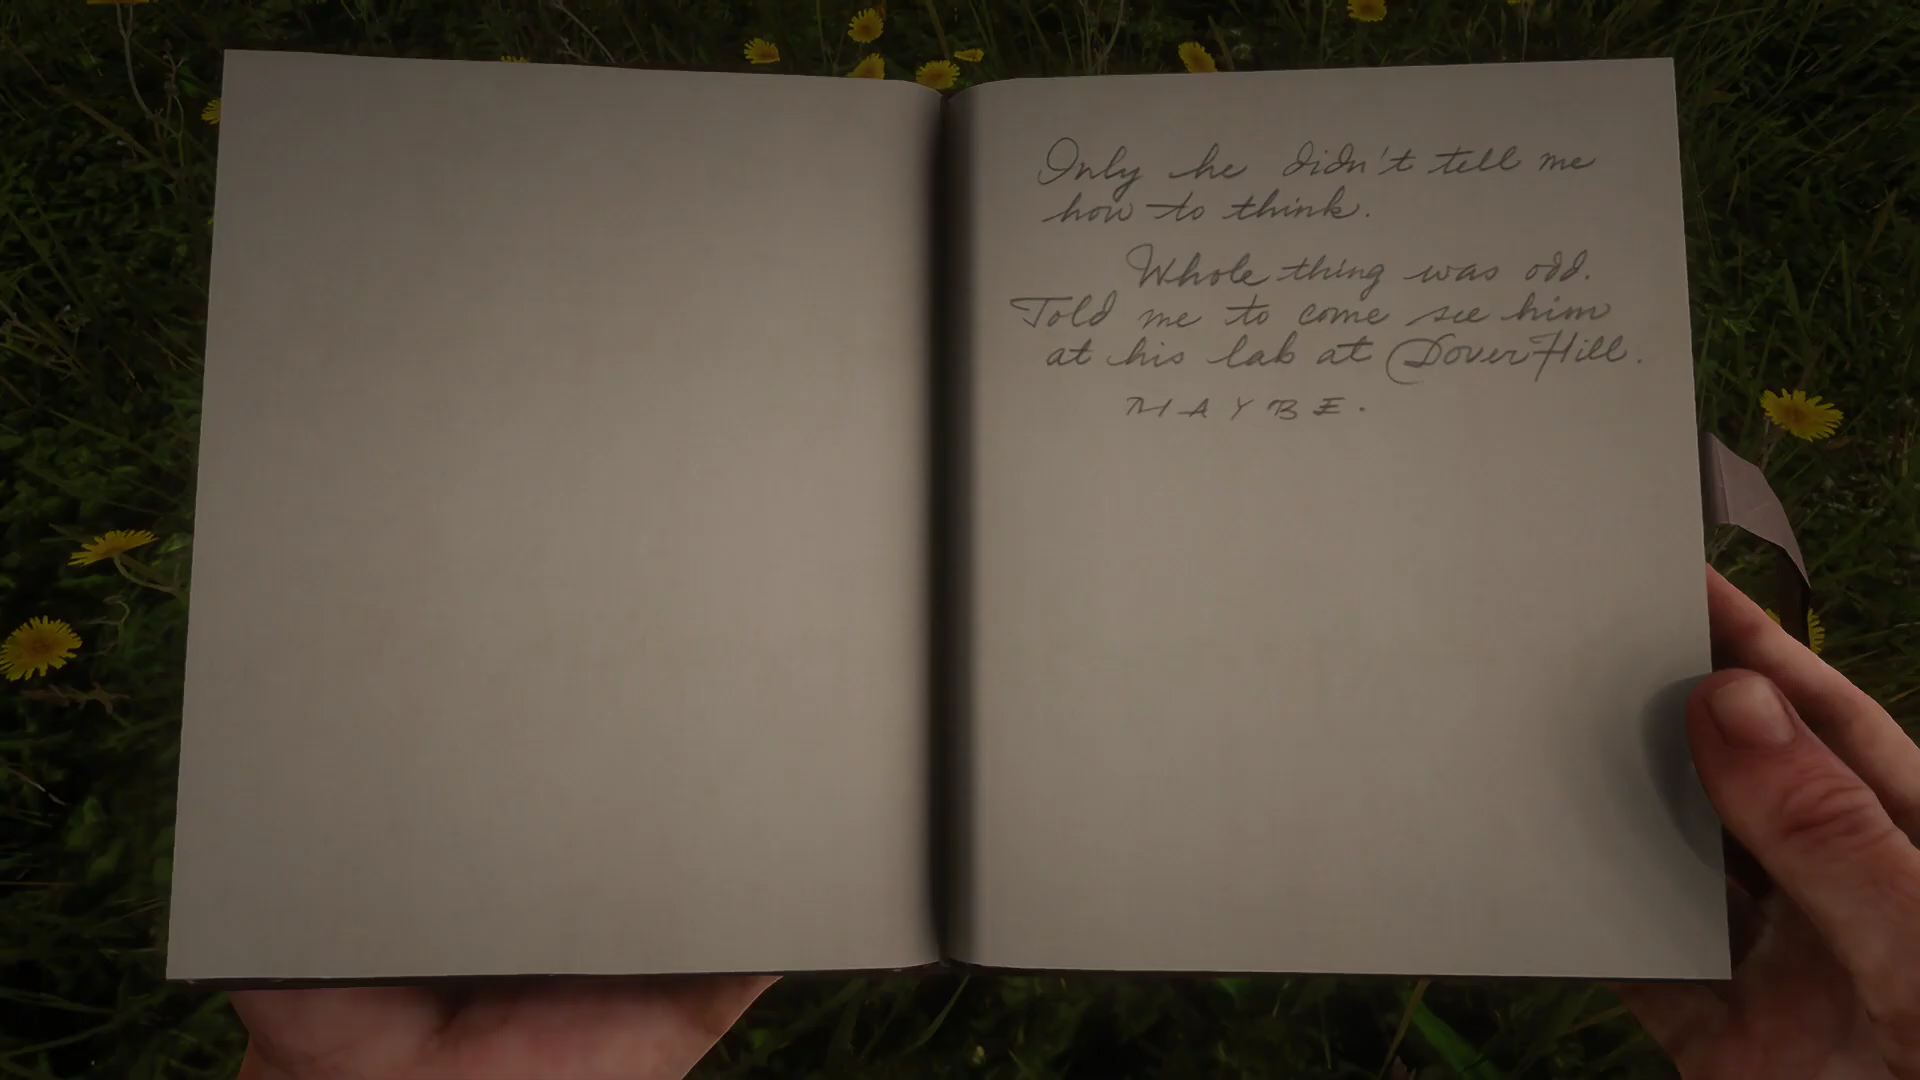 Only he didn't tell me
how to think.
Whole thing was odd.
Told me to come see him
at his lab at Dover Hill.
MAYBE.